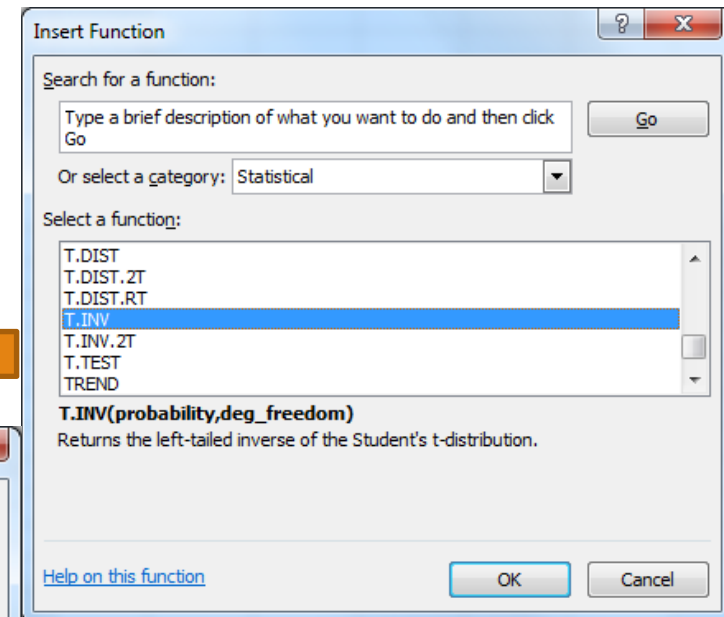 Insert Function
Search for a function:
Type a brief description of what you want to do and then click
Go
Go
Or select a category: Statistical
Select a function:
T.DIST
T.DIST.2T
T.DIST.RT
T.INV
T.INV.2T
T.TEST
TREND
T.INV(probability,deg_freedom)
Returns the left-tailed inverse of the Student's t-distribution.
Help on this function
OK
Cancel